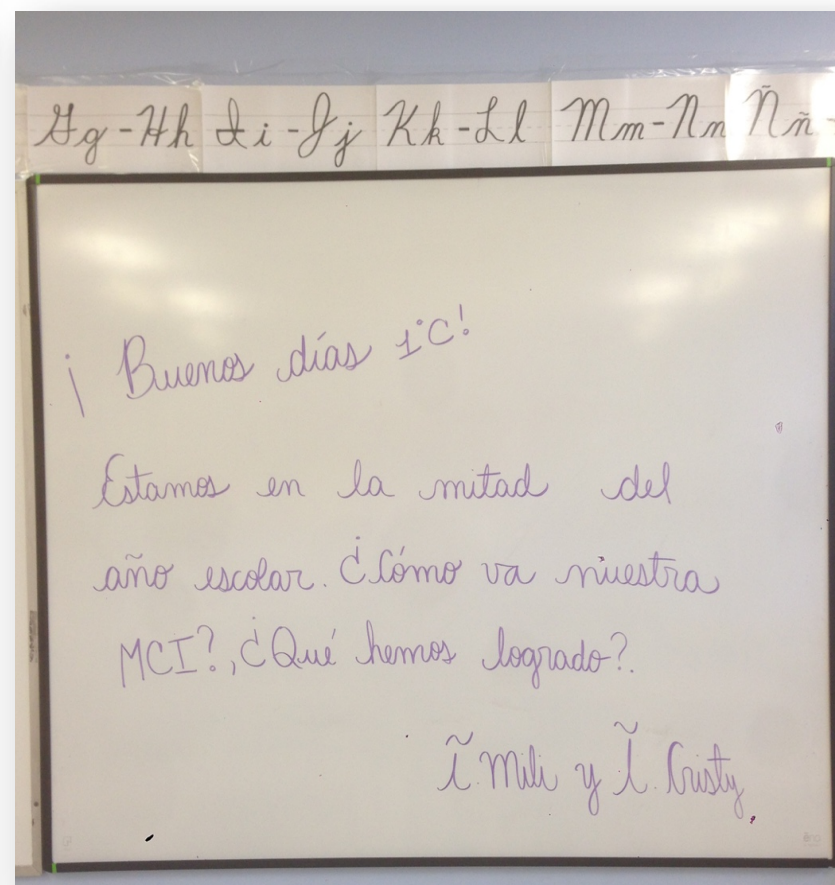 Gg - Hh Ii - Jj Kk - Ll Mm - Nn Ññ -
¡Buenos días 1°C!
Estamos en la mitad del
año escolar. ¿Cómo va nuestra
MCI?, ¿Qué hemos logrado?.
Mili y Cristy.